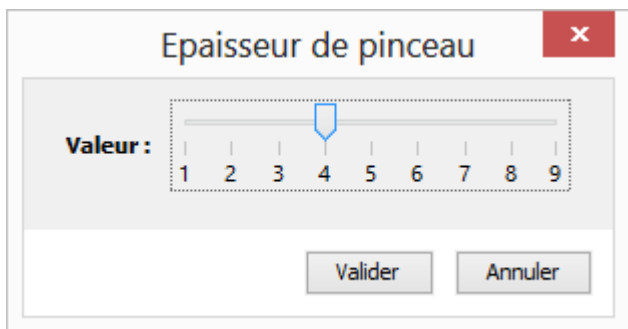 Epaisseur de pinceau
Valeur :
1 2 3 4 5 6 7 8 9
Valider Annuler